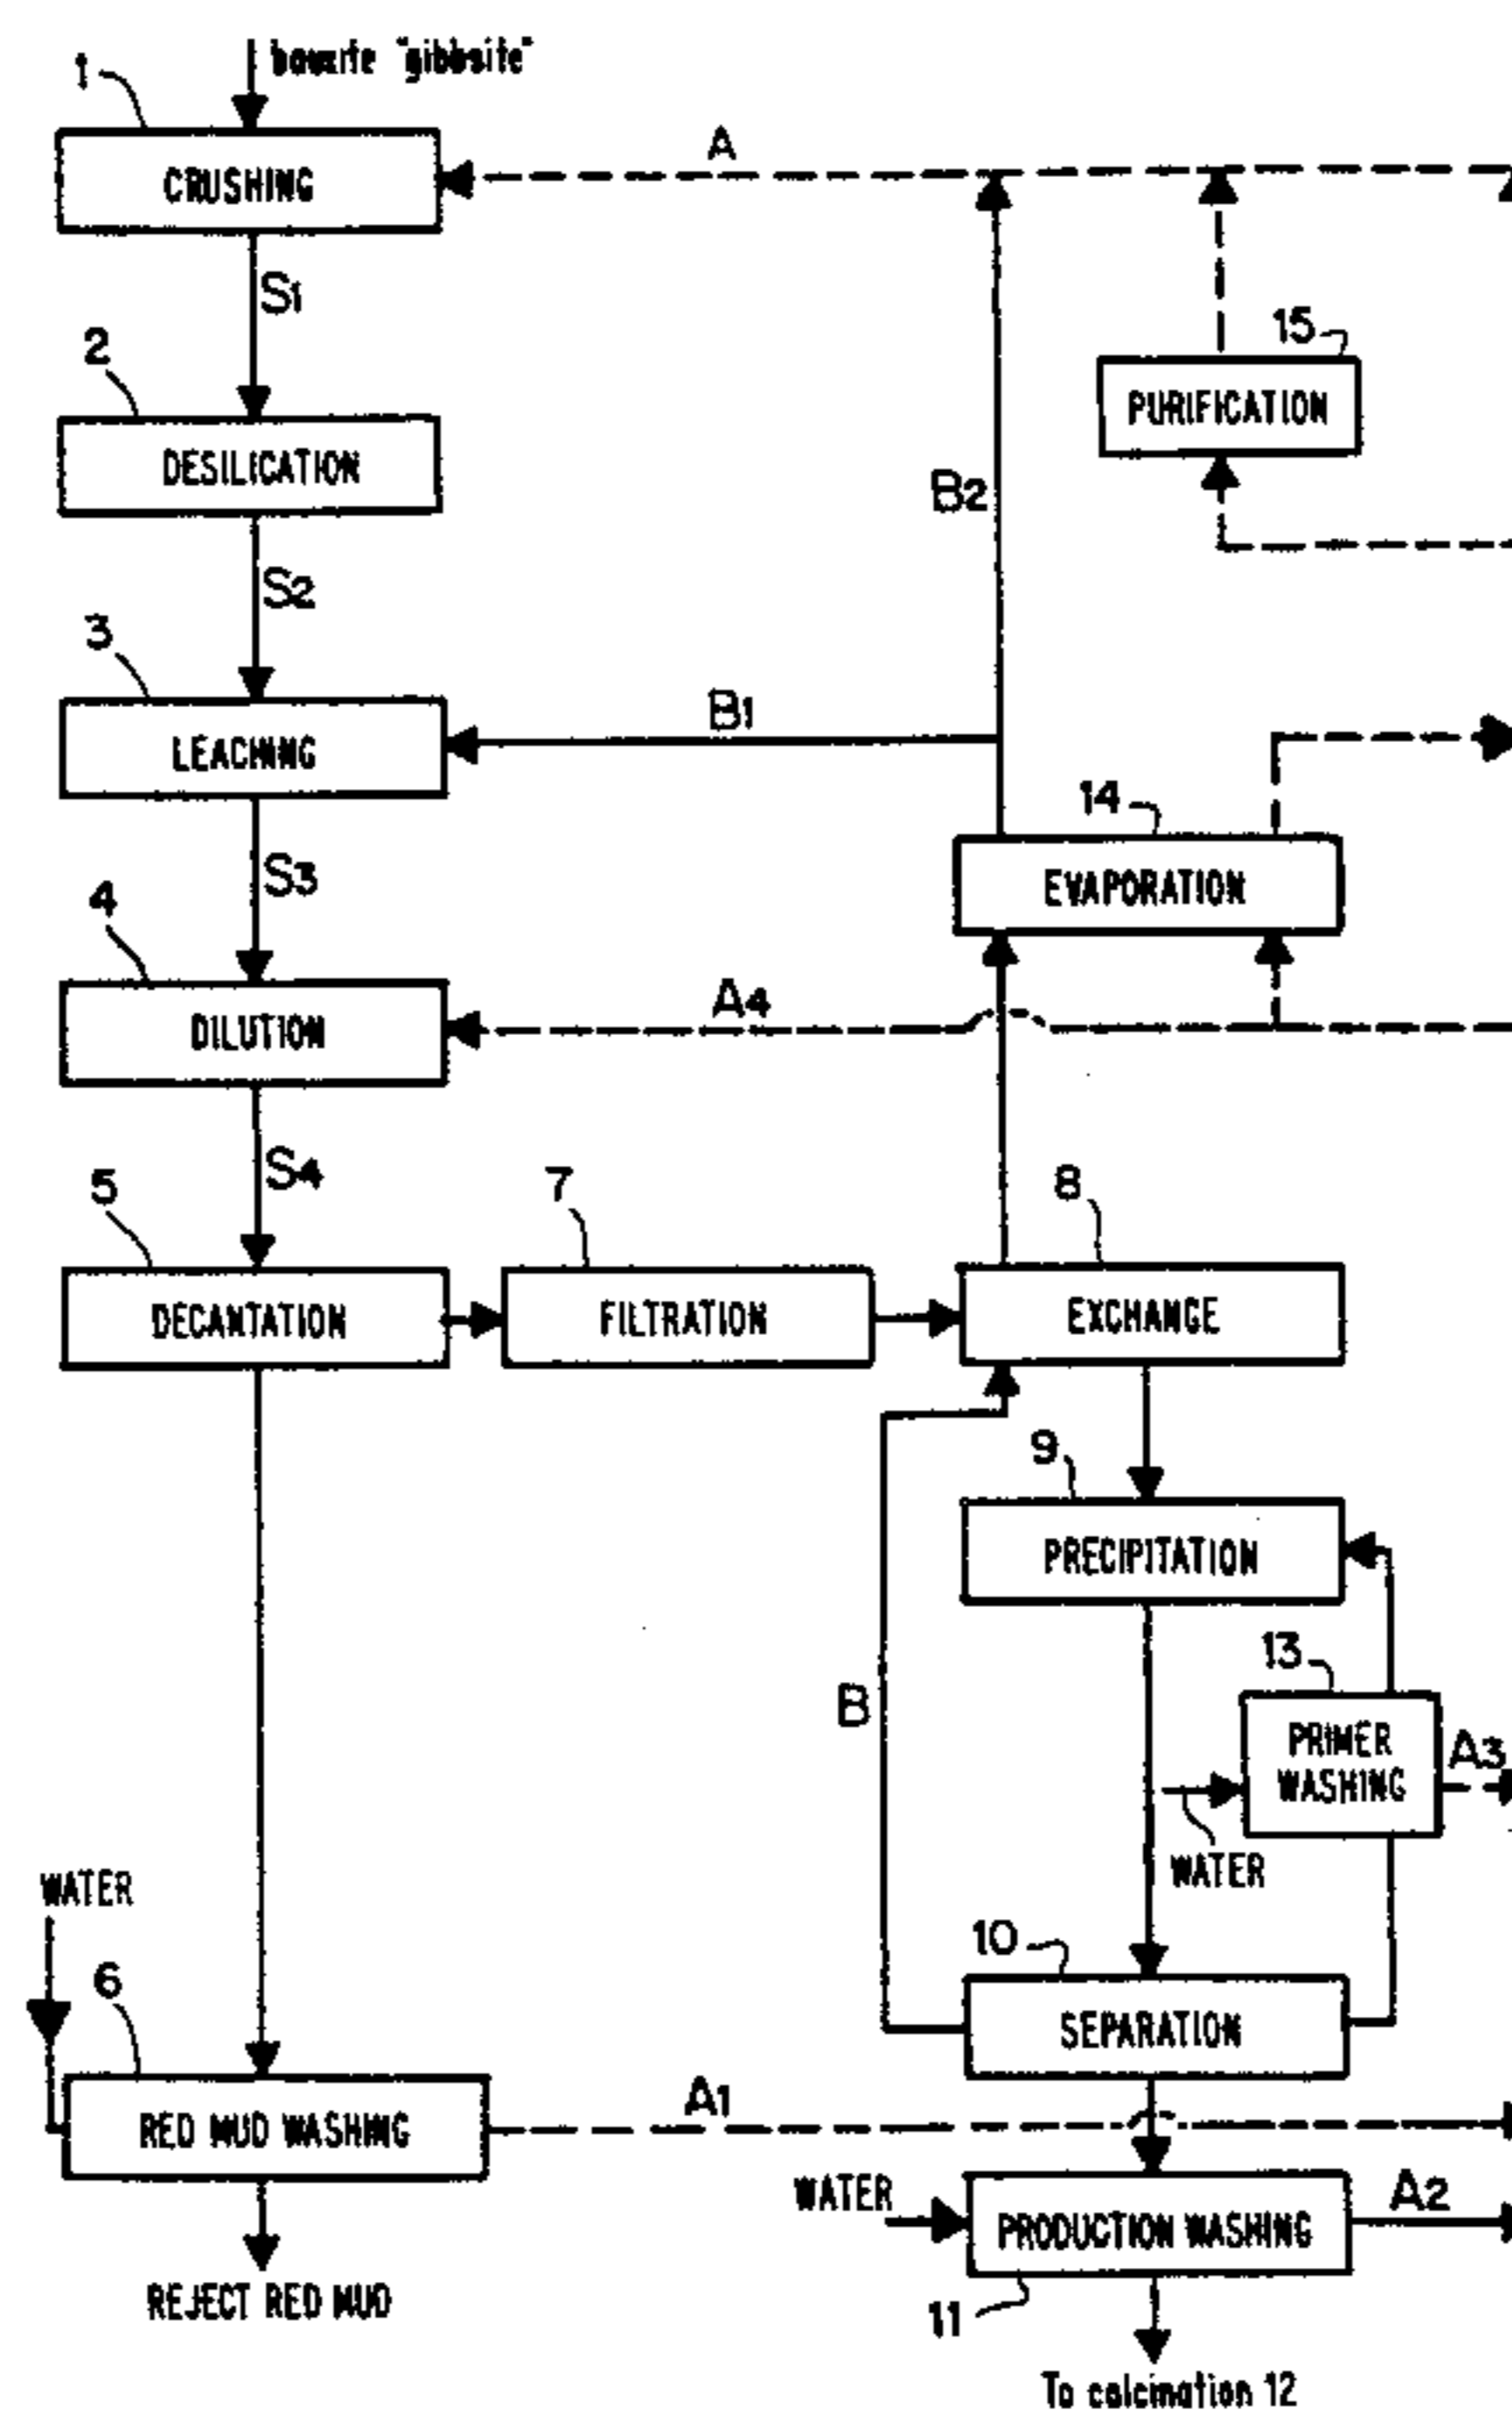 bauxite "gibbsite"
1
CRUSHING
A
S1
15
PURIFICATION
2
DESILICATION
B2
S2
3
LEACHING
B1
14
EVAPORATION
S3
4
DILUTION
A4
S4
5
DECANTATION
7
FILTRATION
8
EXCHANGE
9
PRECIPITATION
13
PRIMER
WASHING
A3
B
WATER
WATER
10
SEPARATION
6
RED MUD WASHING
A1
WATER
PRODUCTION WASHING
A2
11
REJECT RED MUD
To calcination 12